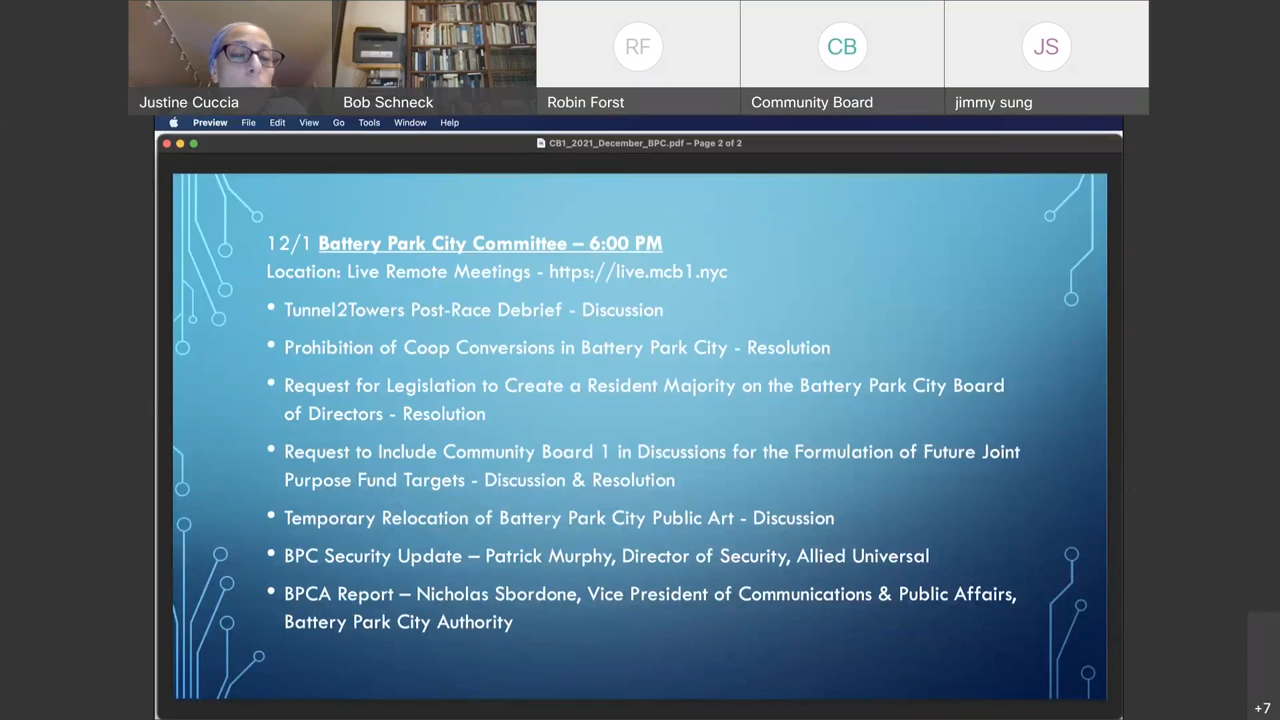 RF
CB
JS
Justine Cuccia
Bob Schneck
Robin Forst
Community Board
jimmy sung
Preview File Edit View Go Tools Window Help
CB1_2021_December_BPC.pdf – Page 2 of 2
12/1 Battery Park City Committee – 6:00 PM
Location: Live Remote Meetings - https://live.mcb1.nyc
• Tunnel2Towers Post-Race Debrief - Discussion
• Prohibition of Coop Conversions in Battery Park City - Resolution
• Request for Legislation to Create a Resident Majority on the Battery Park City Board
of Directors - Resolution
• Request to Include Community Board 1 in Discussions for the Formulation of Future Joint
Purpose Fund Targets - Discussion & Resolution
• Temporary Relocation of Battery Park City Public Art - Discussion
• BPC Security Update – Patrick Murphy, Director of Security, Allied Universal
• BPCA Report – Nicholas Sbordone, Vice President of Communications & Public Affairs,
Battery Park City Authority
+7